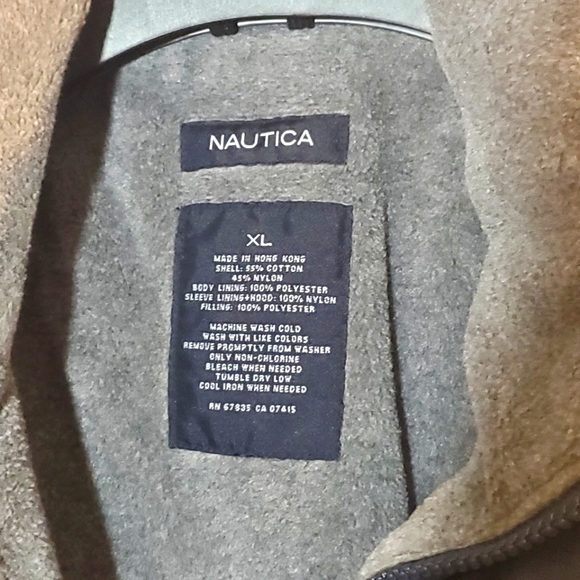 NAUTICA
XL
MADE IN HONG KONG
SHELL: 55% COTTON
45% NYLON
BODY LINING: 100% POLYESTER
SLEEVE LINING+HOOD: 100% NYLON
FILLING: 100% POLYESTER
MACHINE WASH COLD
WASH WITH LIKE COLORS
REMOVE PROMPTLY FROM WASHER
ONLY NON-CHLORINE
BLEACH WHEN NEEDED
TUMBLE DRY LOW
COOL IRON WHEN NEEDED
RN 67835 CA 07415